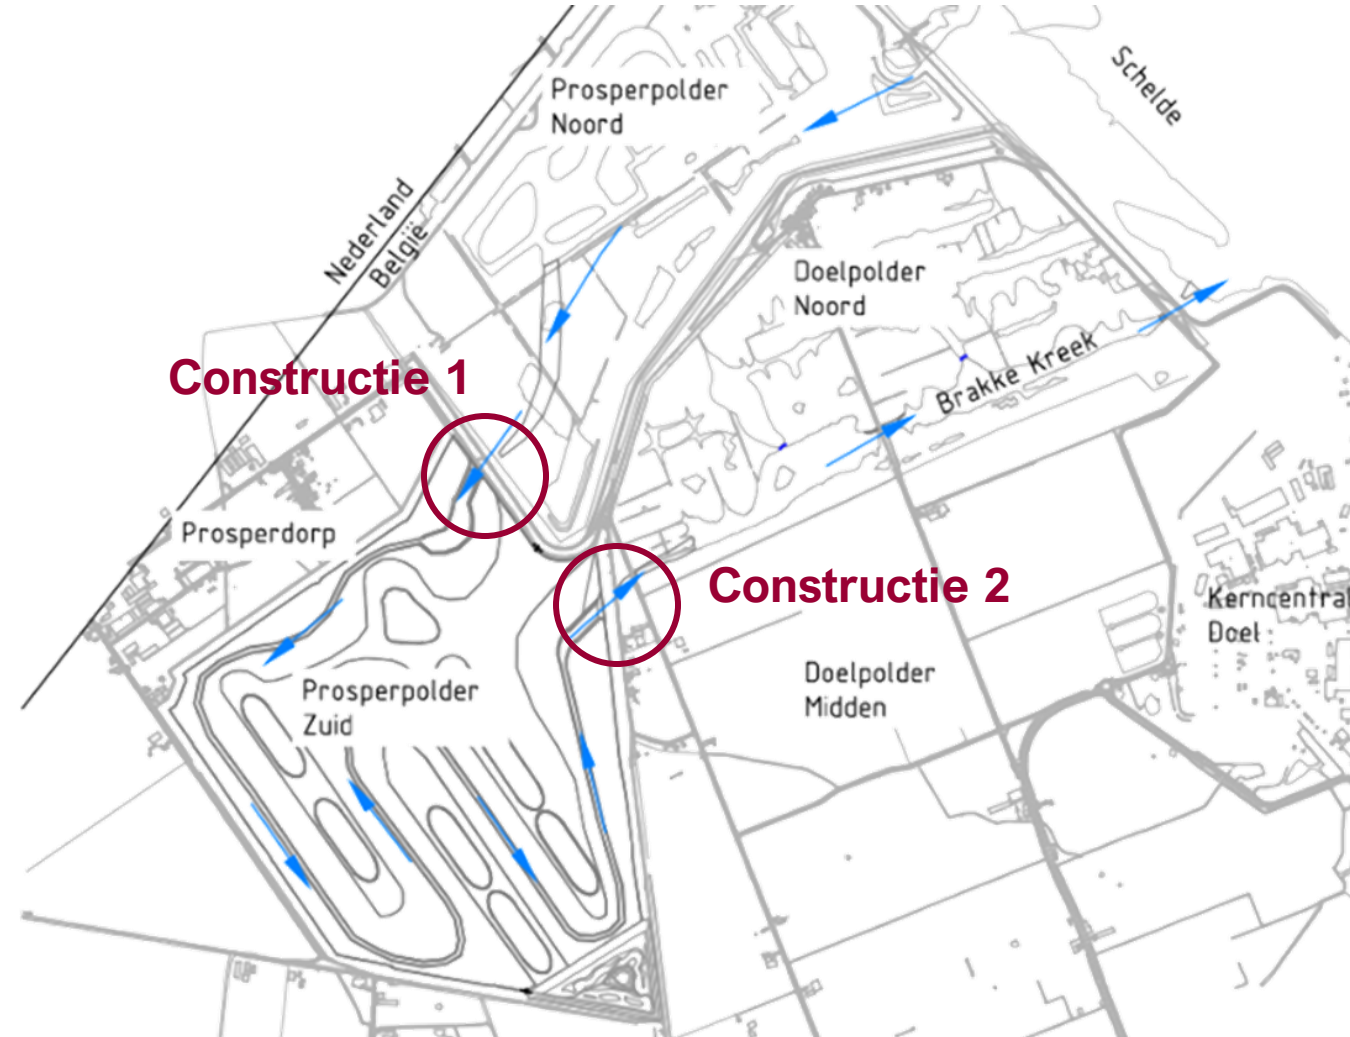 Schelde
Prosperpolder
Noord
Nederland
België
Doelpolder
Noord
Constructie 1
Brakke Kreek
Prosperdorp
Constructie 2
Kerncentral
Doel
Prosperpolder
Zuid
Doelpolder
Midden